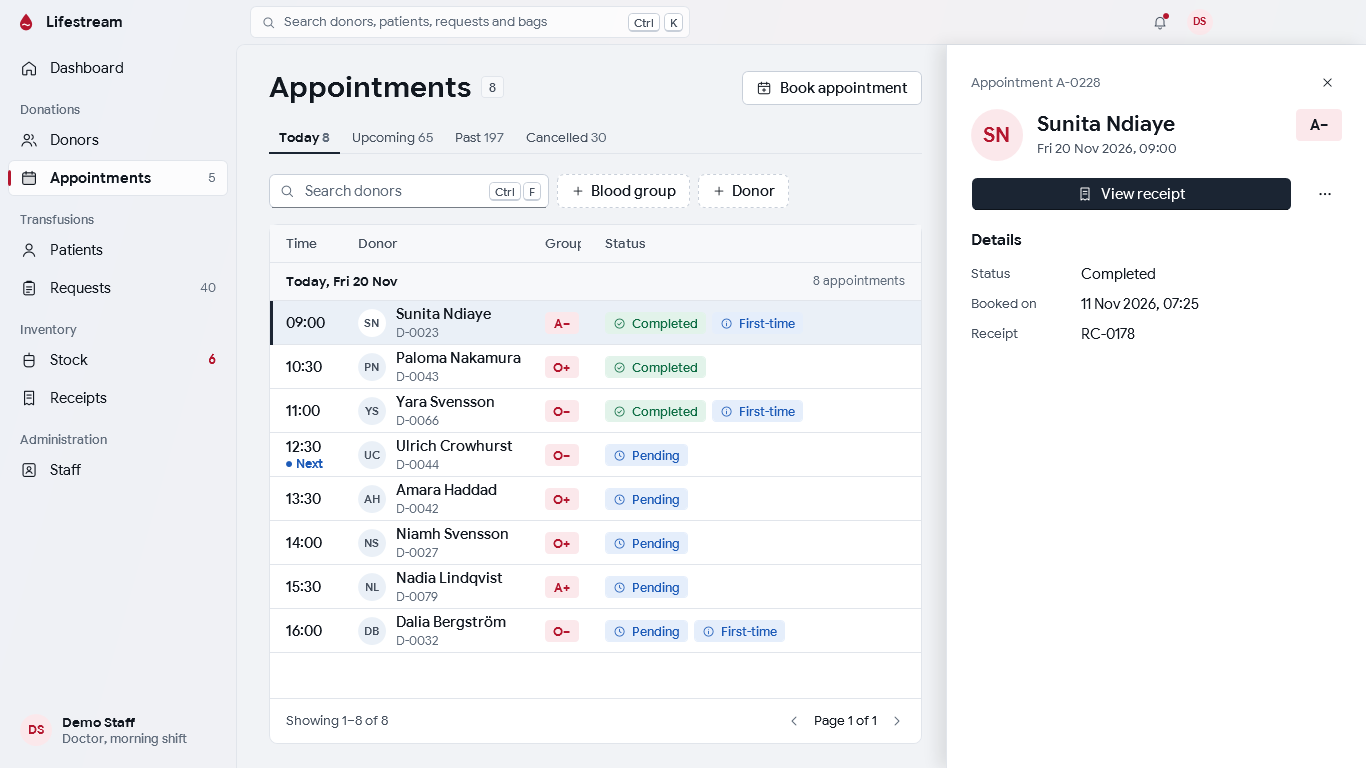 Lifestream
Search donors, patients, requests and bags
Ctrl K
DS
Dashboard
Donations
Donors
Appointments 5
Transfusions
Patients
Requests 40
Inventory
Stock 6
Receipts
Administration
Staff
DS
Demo Staff
Doctor, morning shift
Appointments 8
Book appointment
Today 8 Upcoming 65 Past 197 Cancelled 30
Search donors Ctrl F
Blood group
Donor
Time Donor Group Status
Today, Fri 20 Nov 8 appointments
09:00 SN Sunita Ndiaye A− Completed First-time
D-0023
10:30 PN Paloma Nakamura O+ Completed
D-0043
11:00 YS Yara Svensson O− Completed First-time
D-0066
12:30 UC Ulrich Crowhurst O− Pending
Next D-0044
13:30 AH Amara Haddad O+ Pending
D-0042
14:00 NS Niamh Svensson O+ Pending
D-0027
15:30 NL Nadia Lindqvist A+ Pending
D-0079
16:00 DB Dalia Bergström O− Pending First-time
D-0032
Showing 1–8 of 8
Page 1 of 1
Appointment A-0228
SN
Sunita Ndiaye
A−
Fri 20 Nov 2026, 09:00
View receipt
Details
Status Completed
Booked on 11 Nov 2026, 07:25
Receipt RC-0178